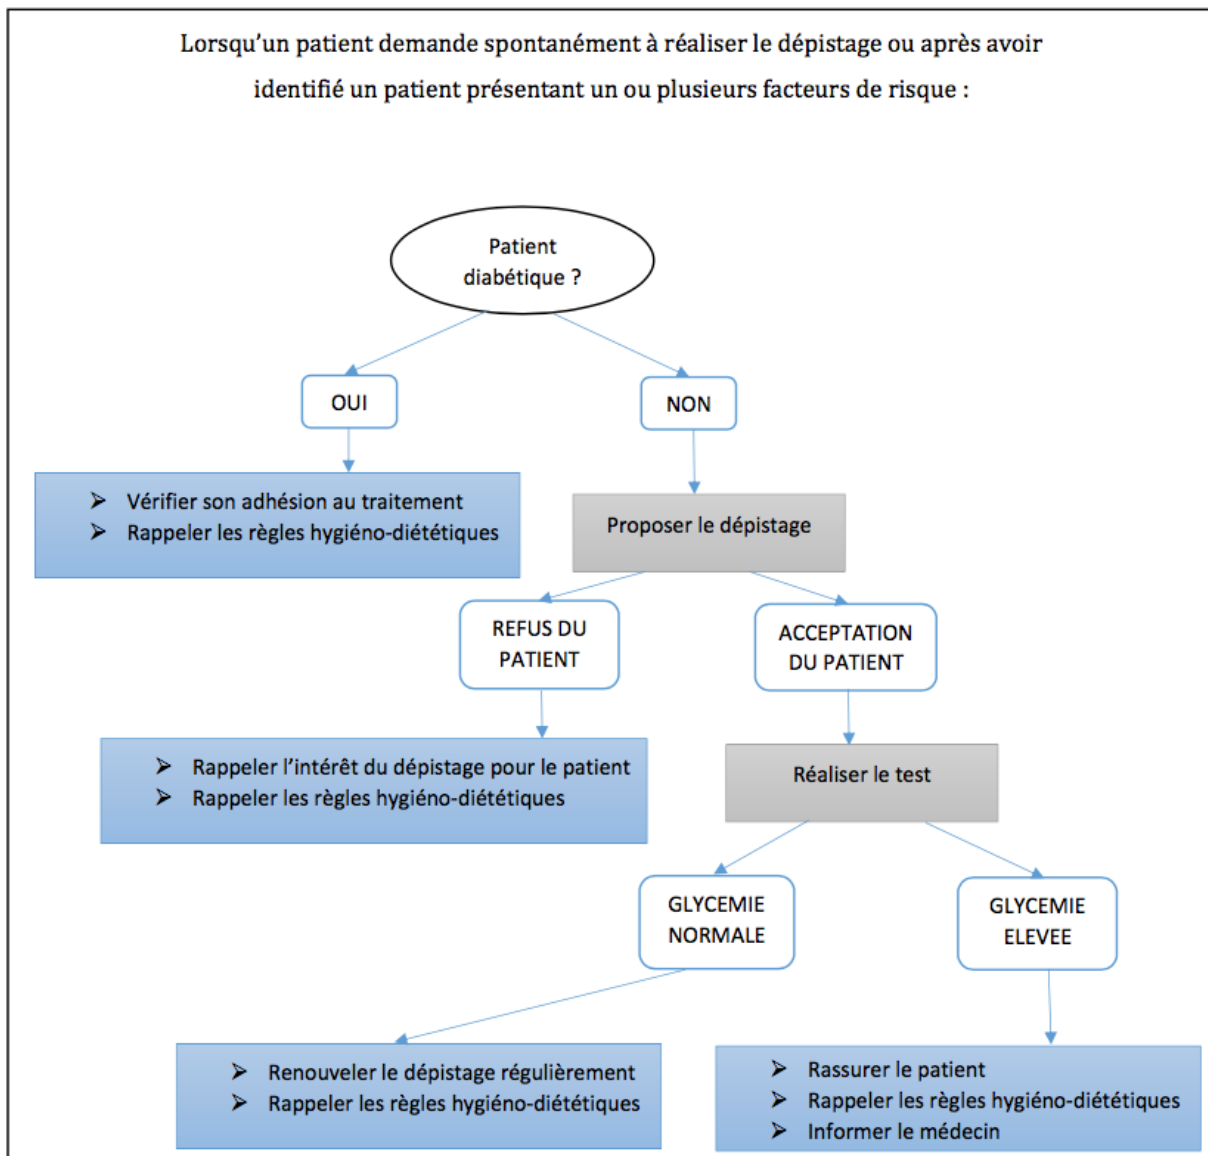 Lorsqu'un patient demande spontanément à réaliser le dépistage ou après avoir
identifié un patient présentant un ou plusieurs facteurs de risque :
Patient
diabétique ?
OUI
NON
➢ Vérifier son adhésion au traitement
➢ Rappeler les règles hygiéno-diététiques
Proposer le dépistage
REFUS DU
PATIENT
ACCEPTATION
DU PATIENT
➢ Rappeler l'intérêt du dépistage pour le patient
➢ Rappeler les règles hygiéno-diététiques
Réaliser le test
GLYCEMIE
NORMALE
GLYCEMIE
ELEVEE
➢ Renouveler le dépistage régulièrement
➢ Rappeler les règles hygiéno-diététiques
➢ Rassurer le patient
➢ Rappeler les règles hygiéno-diététiques
➢ Informer le médecin